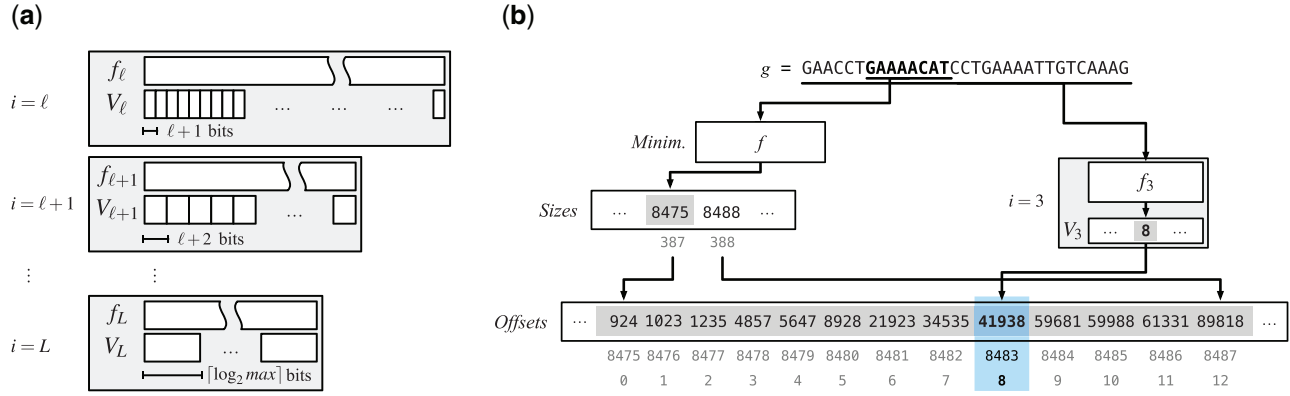 (a)
f_ℓ
i = ℓ V_ℓ ... ... ...
ℓ+1 bits
f_{ℓ+1}
i = ℓ+1 V_{ℓ+1} ...
ℓ+2 bits
⋮ ⋮
f_L
i = L V_L ...
⌈log₂ max⌉ bits
(b)
g = GAACCTGAAAACATCCTGAAAATTGTCAAAG
Minim. f
f_3
i = 3
Sizes ... 8475 8488 ...
V_3 ... 8 ...
387 388
Offsets ... 924 1023 1235 4857 5647 8928 21923 34535 41938 59681 59988 61331 89818 ...
8475 8476 8477 8478 8479 8480 8481 8482 8483 8484 8485 8486 8487
0 1 2 3 4 5 6 7 8 9 10 11 12